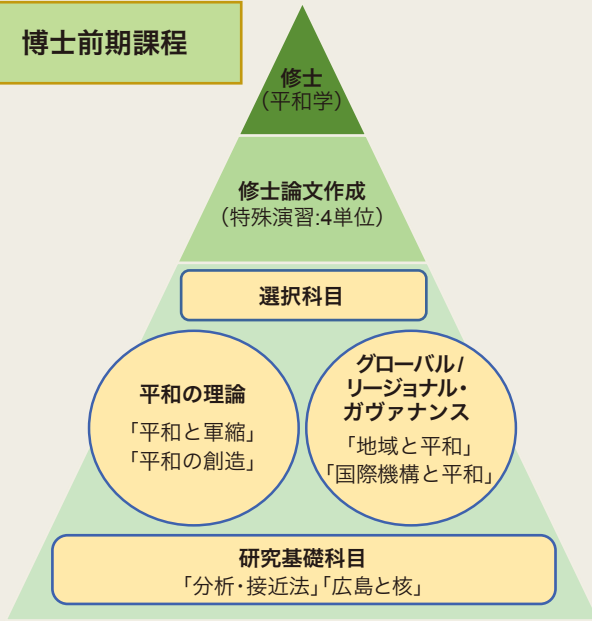 博士前期課程
修士
（平和学）
修士論文作成
（特殊演習:4単位）
選択科目
平和の理論
「平和と軍縮」
「平和の創造」
グローバル/
リージョナル・
ガヴァナンス
「地域と平和」
「国際機構と平和」
研究基礎科目
「分析・接近法」「広島と核」